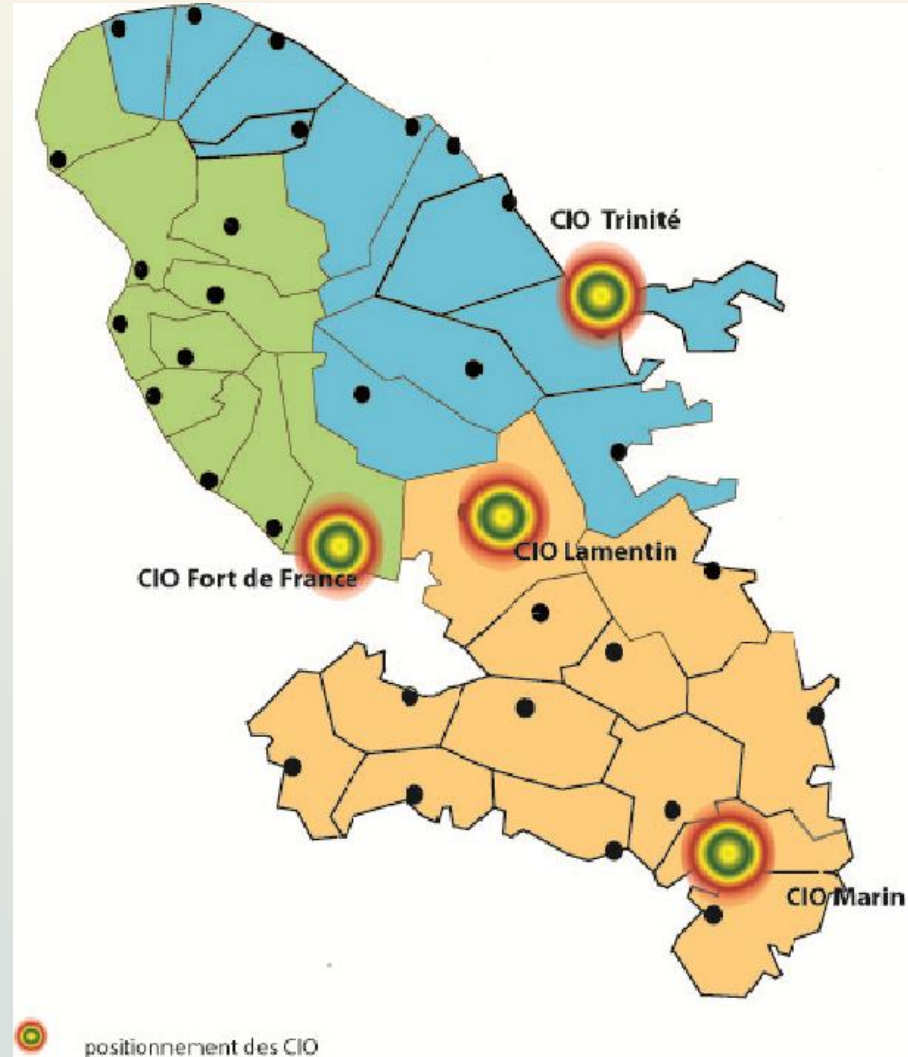 CIO Trinité
CIO Lamentin
CIO Fort de France
CIO Marin
positionnement des CIO